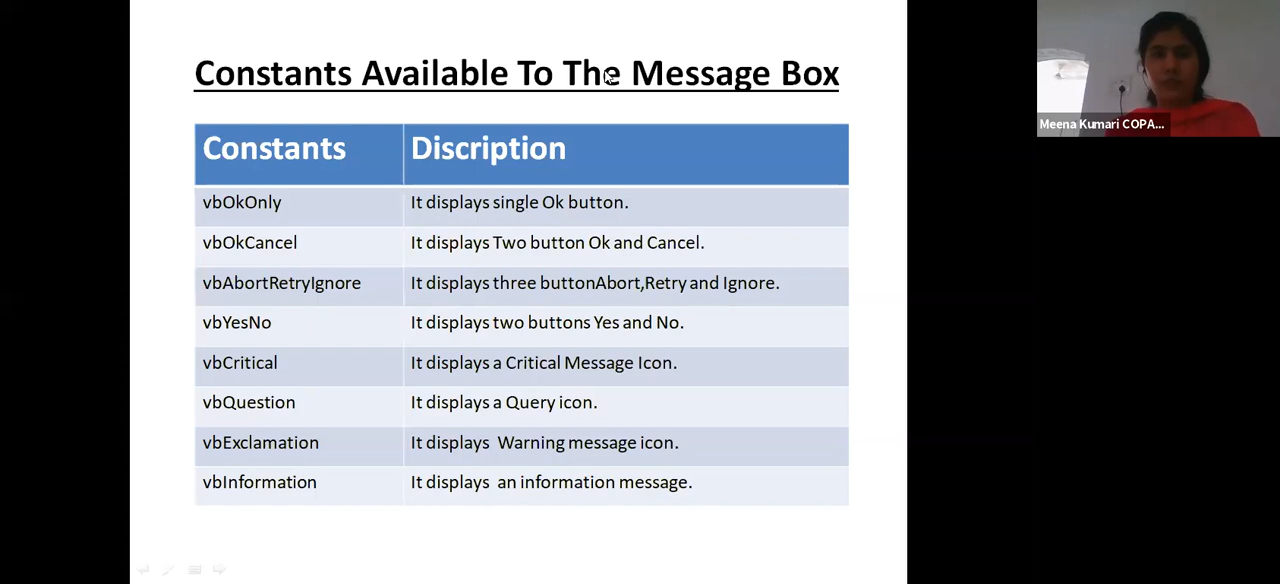 Constants Available To The Message Box
Constants Discription
vbOkOnly It displays single Ok button.
vbOkCancel It displays Two button Ok and Cancel.
vbAbortRetryIgnore It displays three buttonAbort,Retry and Ignore.
vbYesNo It displays two buttons Yes and No.
vbCritical It displays a Critical Message Icon.
vbQuestion It displays a Query icon.
vbExclamation It displays Warning message icon.
vbInformation It displays an information message.
Meena Kumari COPA...